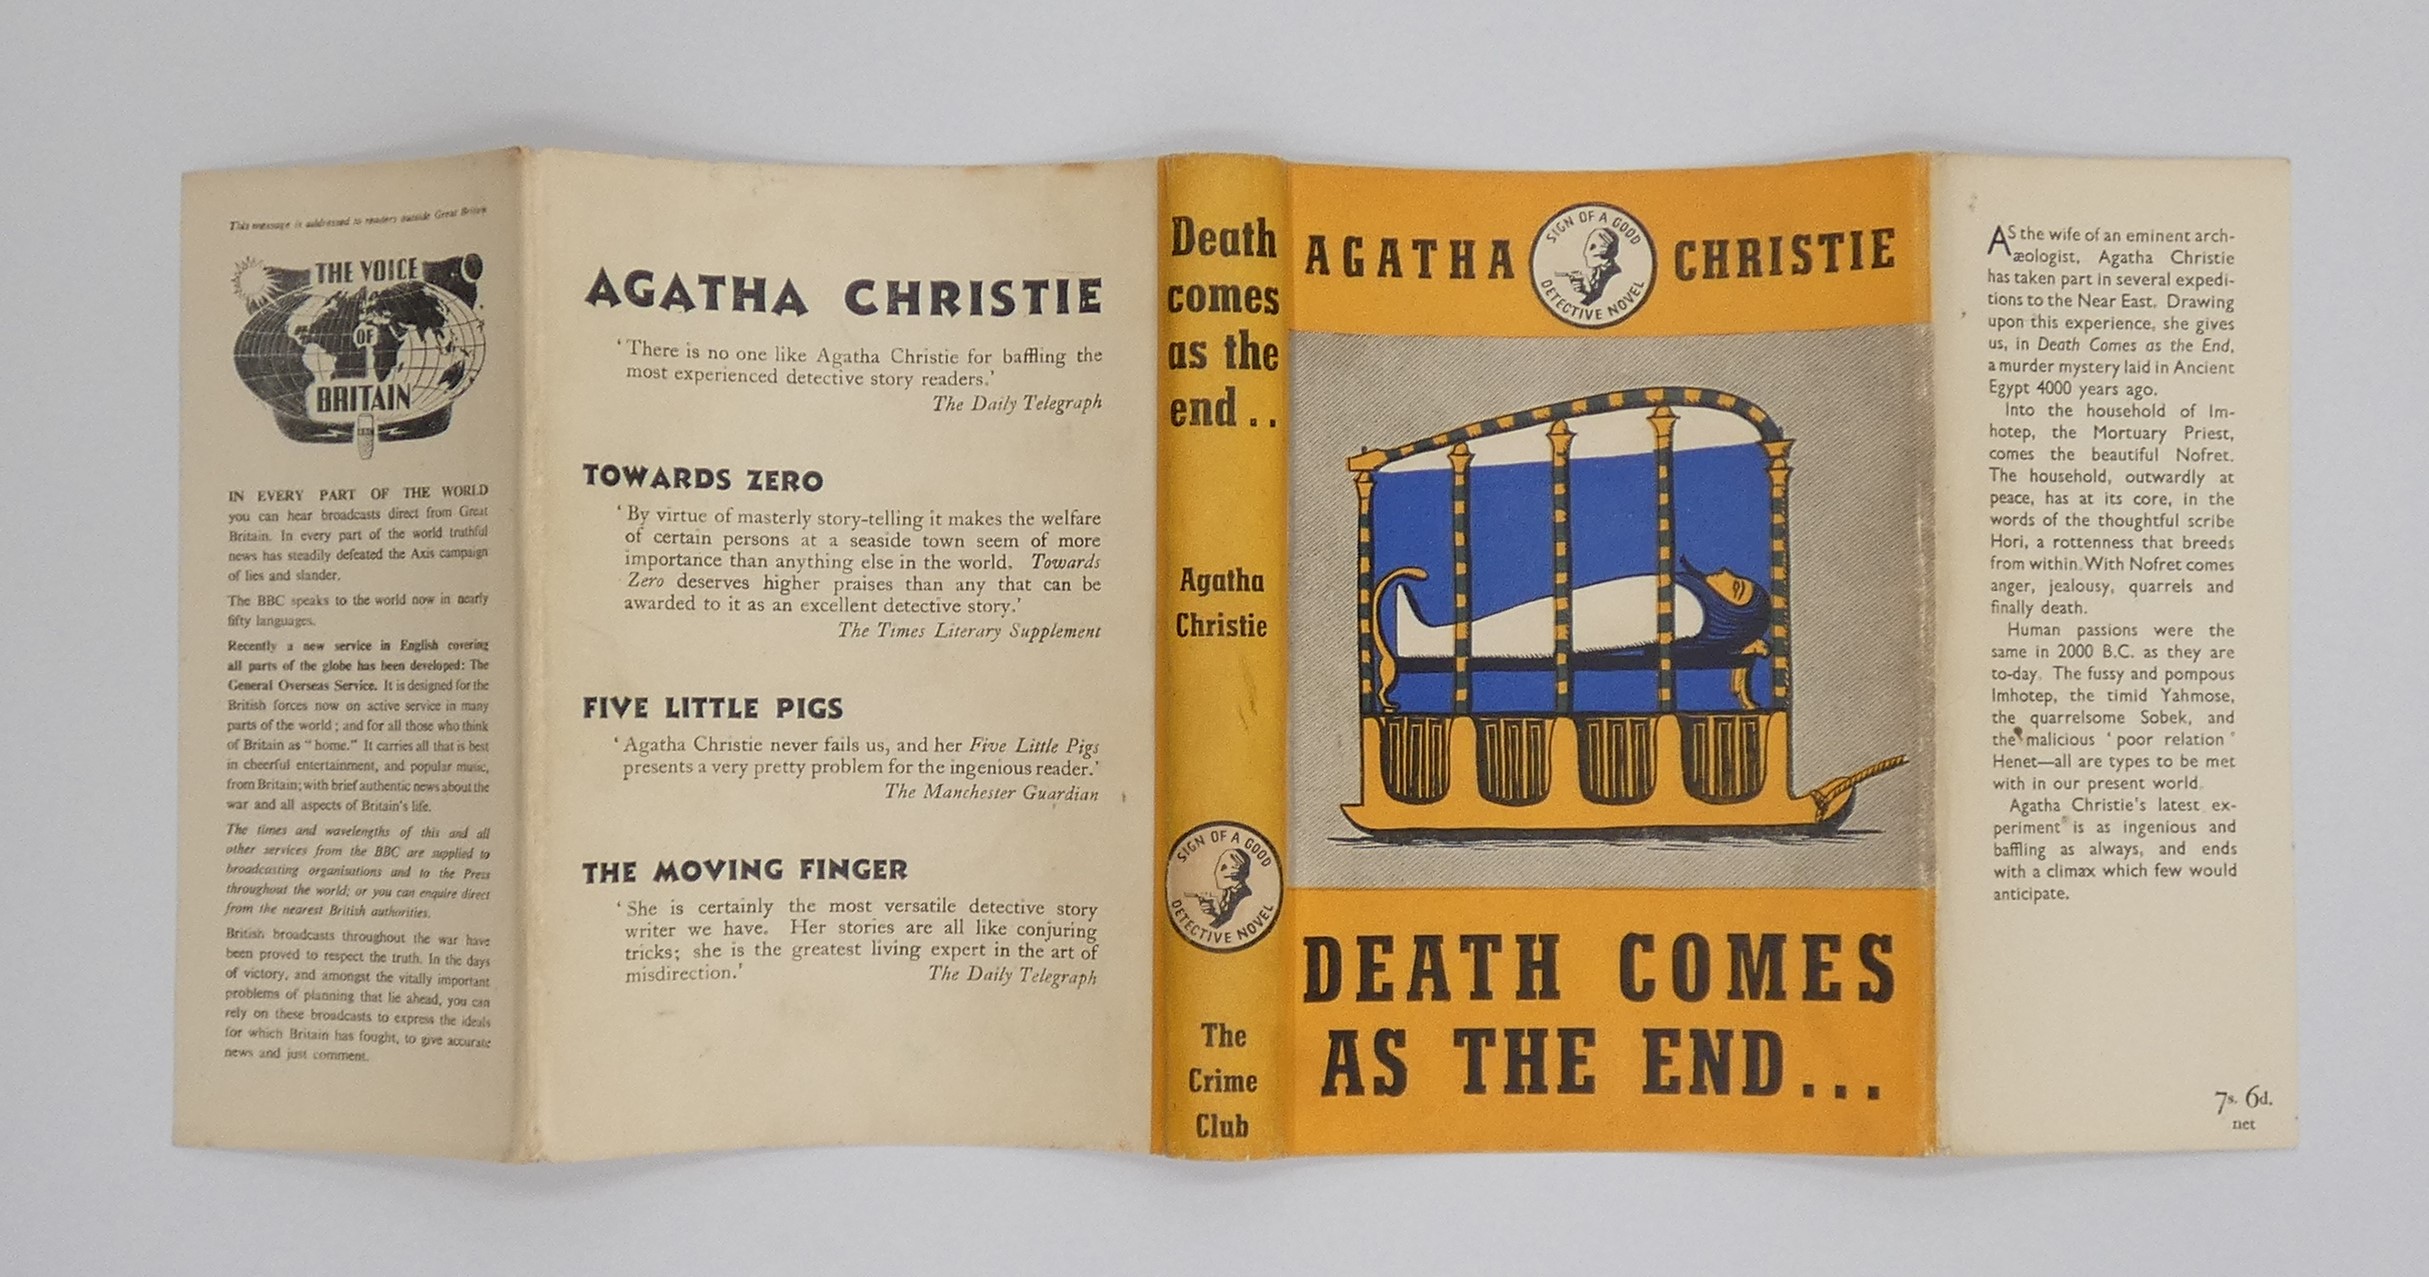 This message is addressed to readers outside Great Britain
THE VOICE
OF
BRITAIN
IN EVERY PART OF THE WORLD
you can hear broadcasts direct from Great
Britain. In every part of the world truthful
news has steadily defeated the Axis campaign
of lies and slander.
The BBC speaks to the world now in nearly
fifty languages.
Recently a new service in English covering
all parts of the globe has been developed: The
General Overseas Service. It is designed for the
British forces now on active service in many
parts of the world; and for all those who think
of Britain as "home." It carries all that is best
in cheerful entertainment, and popular music,
from Britain; with brief authentic news about the
war and all aspects of Britain's life.
The times and wavelengths of this and all
other services from the BBC are supplied to
broadcasting organisations and to the Press
throughout the world; or you can enquire direct
from the nearest British authorities.
British broadcasts throughout the war have
been proved to respect the truth. In the days
of victory, and amongst the vitally important
problems of planning that lie ahead, you can
rely on these broadcasts to express the ideals
for which Britain has fought, to give accurate
news and just comment.
AGATHA CHRISTIE
'There is no one like Agatha Christie for baffling the
most experienced detective story readers.'
The Daily Telegraph
TOWARDS ZERO
'By virtue of masterly story-telling it makes the welfare
of certain persons at a seaside town seem of more
importance than anything else in the world. Towards
Zero deserves higher praises than any that can be
awarded to it as an excellent detective story.'
The Times Literary Supplement
FIVE LITTLE PIGS
'Agatha Christie never fails us, and her Five Little Pigs
presents a very pretty problem for the ingenious reader.'
The Manchester Guardian
THE MOVING FINGER
'She is certainly the most versatile detective story
writer we have. Her stories are all like conjuring
tricks; she is the greatest living expert in the art of
misdirection.' The Daily Telegraph
Death
comes
as the
end..
Agatha
Christie
SIGN OF A GOOD
DETECTIVE NOVEL
The
Crime
Club
AGATHA CHRISTIE
SIGN OF A GOOD
DETECTIVE NOVEL
DEATH COMES
AS THE END...
AS the wife of an eminent arch-
æologist, Agatha Christie
has taken part in several expedi-
tions to the Near East. Drawing
upon this experience, she gives
us, in Death Comes as the End,
a murder mystery laid in Ancient
Egypt 4000 years ago.
Into the household of Im-
hotep, the Mortuary Priest,
comes the beautiful Nofret.
The household, outwardly at
peace, has at its core, in the
words of the thoughtful scribe
Hori, a rottenness that breeds
from within. With Nofret comes
anger, jealousy, quarrels and
finally death.
Human passions were the
same in 2000 B.C. as they are
to-day. The fussy and pompous
Imhotep, the timid Yahmose,
the quarrelsome Sobek, and
the malicious 'poor relation'
Henet—all are types to be met
with in our present world.
Agatha Christie's latest ex-
periment is as ingenious and
baffling as always, and ends
with a climax which few would
anticipate.
7s. 6d.
net